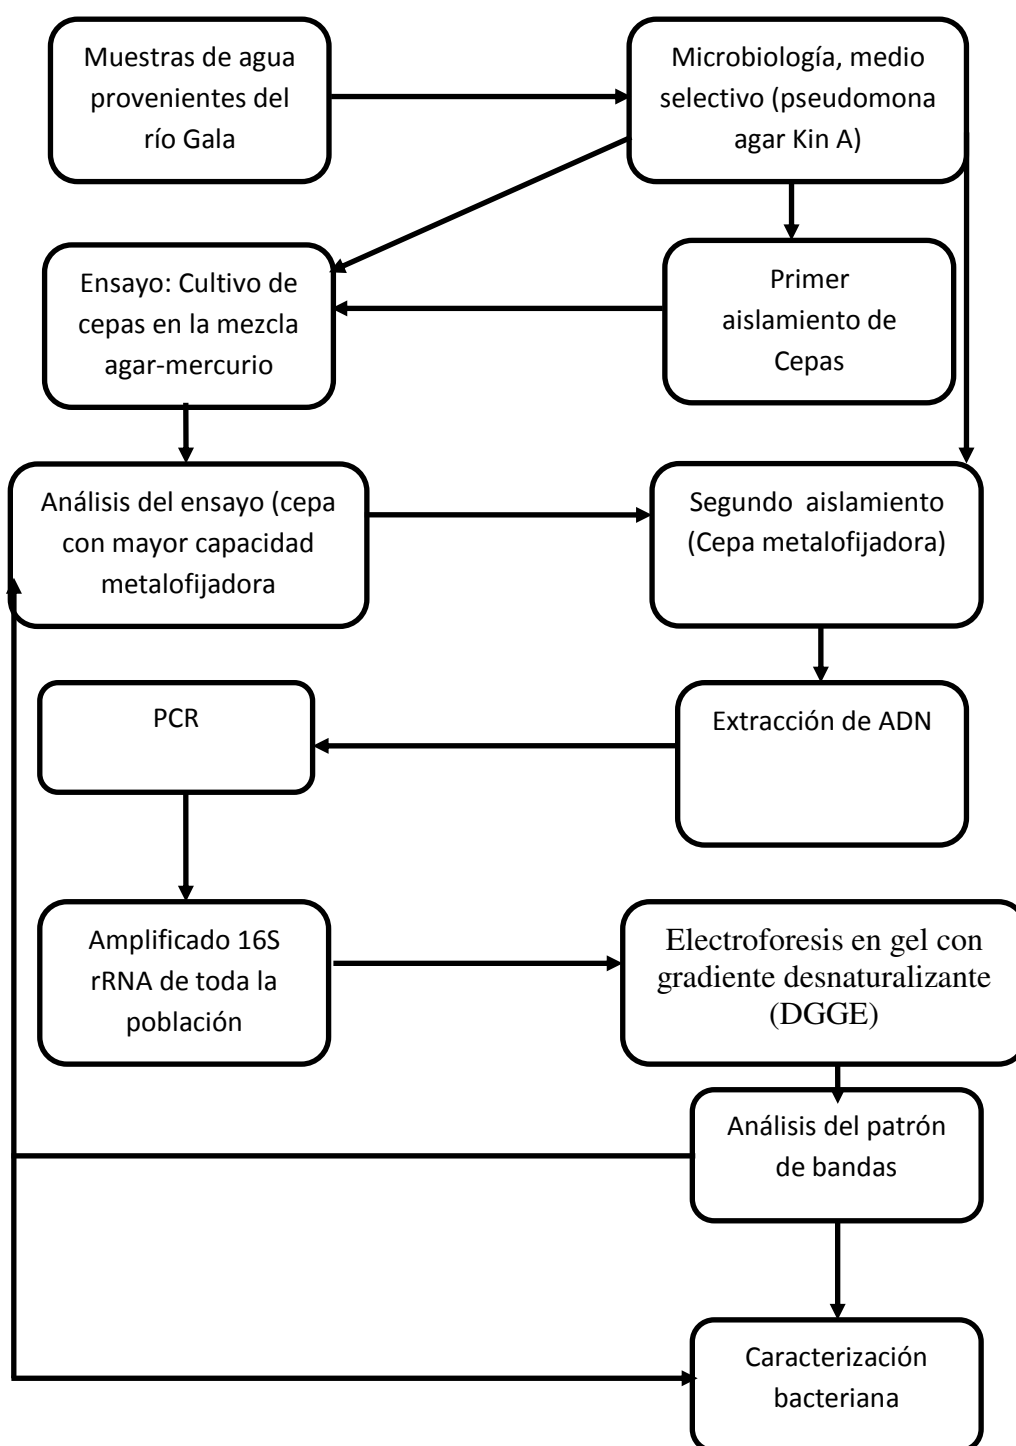 Muestras de agua
provenientes del
río Gala
Microbiología, medio
selectivo (pseudomona
agar Kin A)
Ensayo: Cultivo de
cepas en la mezcla
agar-mercurio
Primer
aislamiento de
Cepas
Análisis del ensayo (cepa
con mayor capacidad
metalofijadora
Segundo aislamiento
(Cepa metalofijadora)
PCR
Extracción de ADN
Amplificado 16S
rRNA de toda la
población
Electroforesis en gel con
gradiente desnaturalizante
(DGGE)
Análisis del patrón
de bandas
Caracterización
bacteriana